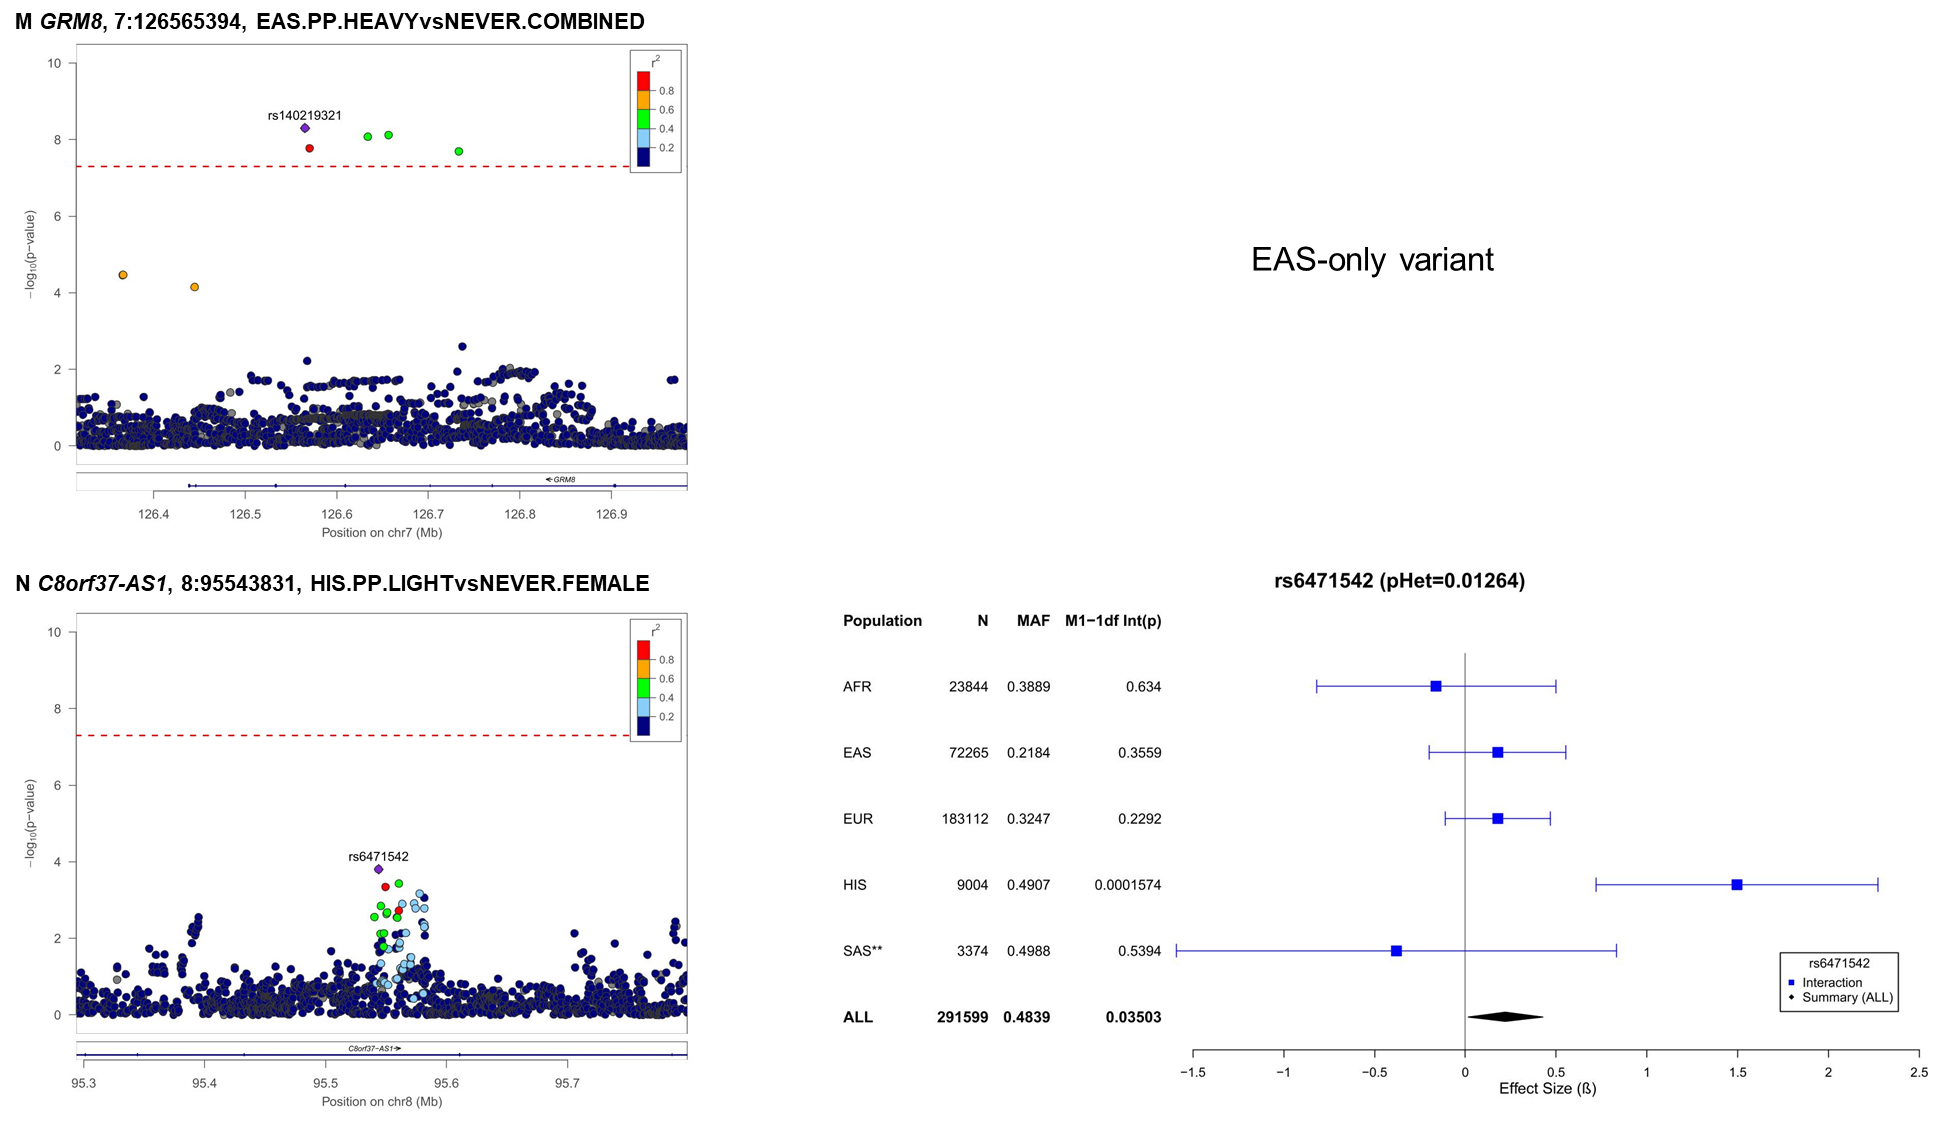 M GRM8, 7:126565394, EAS.PP.HEAVYvsNEVER.COMBINED
10
8
6
4
2
0
−log10(p−value)
rs140219321
r2
0.8
0.6
0.4
0.2
GRM8
126.4 126.5 126.6 126.7 126.8 126.9
Position on chr7 (Mb)
EAS-only variant
N C8orf37-AS1, 8:95543831, HIS.PP.LIGHTvsNEVER.FEMALE
10
8
6
4
2
0
−log10(p−value)
rs6471542
r2
0.8
0.6
0.4
0.2
C8orf37−AS1
95.3 95.4 95.5 95.6 95.7
Position on chr8 (Mb)
rs6471542 (pHet=0.01264)
Population N MAF M1−1df Int(p)
AFR 23844 0.3889 0.634
EAS 72265 0.2184 0.3559
EUR 183112 0.3247 0.2292
HIS 9004 0.4907 0.0001574
SAS** 3374 0.4988 0.5394
ALL 291599 0.4839 0.03503
rs6471542
Interaction
Summary (ALL)
−1.5 −1 −0.5 0 0.5 1 1.5 2 2.5
Effect Size (ß)